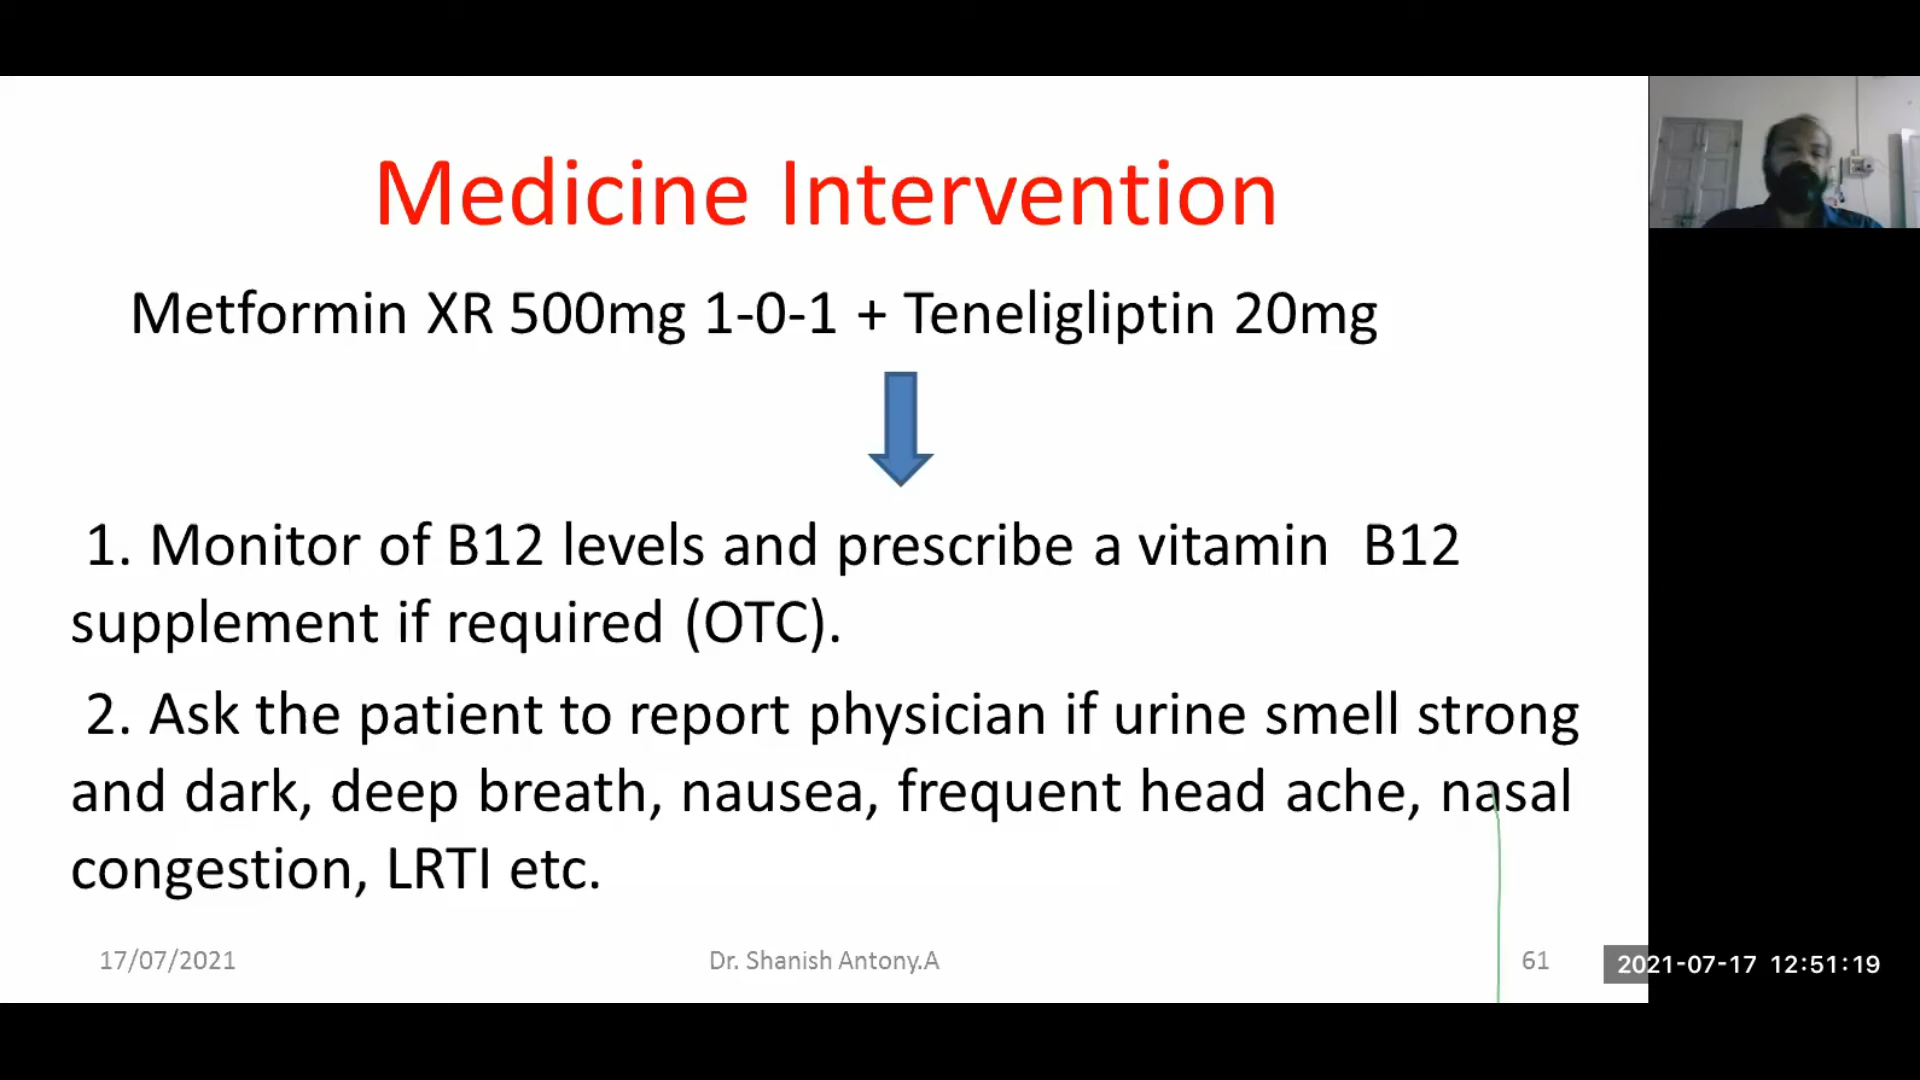 Medicine Intervention
Metformin XR 500mg 1-0-1 + Teneligliptin 20mg
1. Monitor of B12 levels and prescribe a vitamin B12
supplement if required (OTC).
2. Ask the patient to report physician if urine smell strong
and dark, deep breath, nausea, frequent head ache, nasal
congestion, LRTI etc.
17/07/2021
Dr. Shanish Antony.A
61
2021-07-17 12:51:19